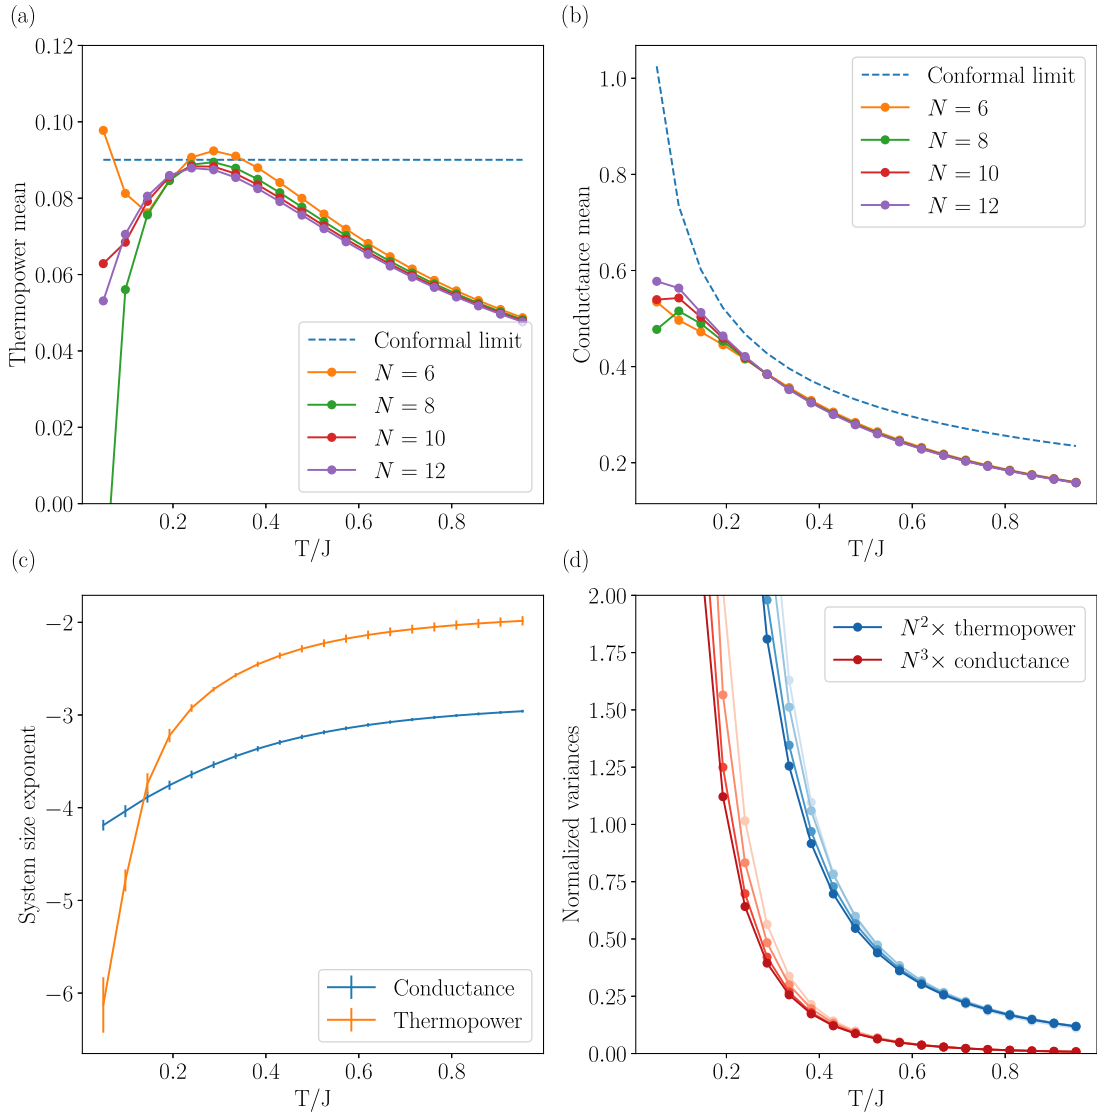 (a)
0.12
0.10
0.08
0.06
0.04
0.02
0.00
Thermopower mean
Conformal limit
N = 6
N = 8
N = 10
N = 12
0.2 0.4 0.6 0.8
T/J
(b)
1.0
0.8
0.6
0.4
0.2
Conductance mean
Conformal limit
N = 6
N = 8
N = 10
N = 12
0.2 0.4 0.6 0.8
T/J
(c)
−2
−3
−4
−5
−6
System size exponent
Conductance
Thermopower
0.2 0.4 0.6 0.8
T/J
(d)
2.00
1.75
1.50
1.25
1.00
0.75
0.50
0.25
0.00
Normalized variances
N²× thermopower
N³× conductance
0.2 0.4 0.6 0.8
T/J